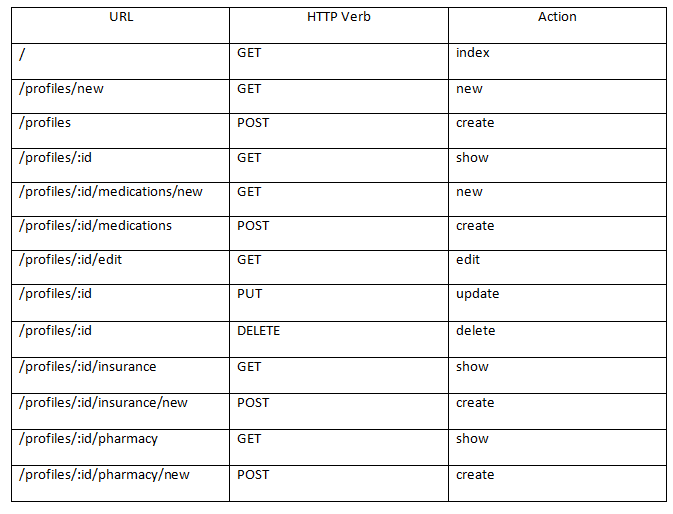 URL HTTP Verb Action
/ GET index
/profiles/new GET new
/profiles POST create
/profiles/:id GET show
/profiles/:id/medications/new GET new
/profiles/:id/medications POST create
/profiles/:id/edit GET edit
/profiles/:id PUT update
/profiles/:id DELETE delete
/profiles/:id/insurance GET show
/profiles/:id/insurance/new POST create
/profiles/:id/pharmacy GET show
/profiles/:id/pharmacy/new POST create